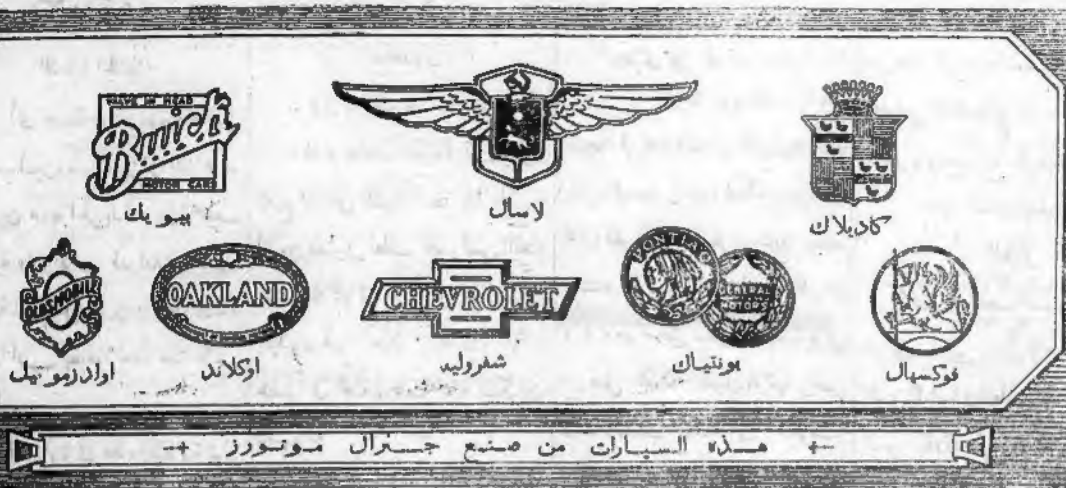 VALVE IN HEAD
Buick
MOTOR CARS
بيويك
لاسال
كاديلاك
OLDSMOBILE
اولدزموبيل
OAKLAND
اوكلاند
CHEVROLET
شفروليه
PONTIAC
MOTORS
بونتياك
فوكسهال
هذه السيارات من صنع جنرال موتورز